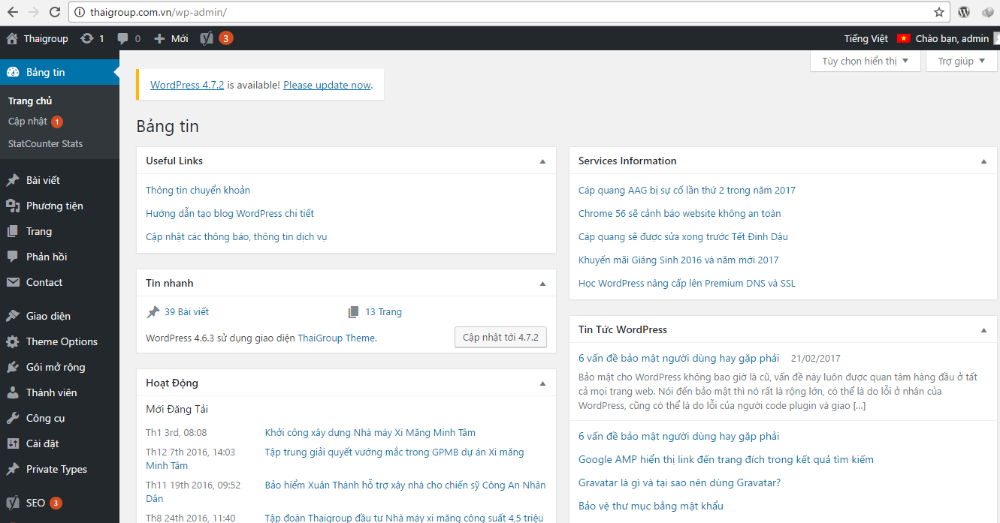 thaigroup.com.vn/wp-admin/
Thaigroup 1 0 Mới 3 Tiếng Việt Chào bạn, admin
Bảng tin
Trang chủ
Cập nhật 1
StatCounter Stats
Bài viết
Phương tiện
Trang
Phản hồi
Contact
Giao diện
Theme Options
Gói mở rộng
Thành viên
Công cụ
Cài đặt
Private Types
SEO 3
Tùy chọn hiển thị ▼ Trợ giúp ▼
WordPress 4.7.2 is available! Please update now.
Bảng tin
Useful Links
Thông tin chuyển khoản
Hướng dẫn tạo blog WordPress chi tiết
Cập nhật các thông báo, thông tin dịch vụ
Tin nhanh
39 Bài viết 13 Trang
WordPress 4.6.3 sử dụng giao diện ThaiGroup Theme. Cập nhật tới 4.7.2
Hoạt Động
Mới Đăng Tải
Th1 3rd, 08:08 Khởi công xây dựng Nhà máy Xi Măng Minh Tâm
Th12 7th 2016, 14:03 Tập trung giải quyết vướng mắc trong GPMB dự án Xi măng
Minh Tâm
Th11 19th 2016, 09:52 Bảo hiểm Xuân Thành hỗ trợ xây nhà cho chiến sỹ Công An Nhân
Dân
Th8 24th 2016, 11:40 Tập đoàn Thaigroup đầu tư Nhà máy xi măng công suất 4,5 triệu
Services Information
Cáp quang AAG bị sự cố lần thứ 2 trong năm 2017
Chrome 56 sẽ cảnh báo website không an toàn
Cáp quang sẽ được sửa xong trước Tết Đinh Dậu
Khuyến mãi Giáng Sinh 2016 và năm mới 2017
Học WordPress nâng cấp lên Premium DNS và SSL
Tin Tức WordPress
6 vấn đề bảo mật người dùng hay gặp phải 21/02/2017
Bảo mật cho WordPress không bao giờ là cũ, vấn đề này luôn được quan tâm hàng đầu ở tất
cả mọi trang web. Nói đến bảo mật thì nó rất là rộng lớn, có thể là do lỗi ở nhân của
WordPress, cũng có thể là do lỗi của người code plugin và giao [...]
6 vấn đề bảo mật người dùng hay gặp phải
Google AMP hiển thị link đến trang đích trong kết quả tìm kiếm
Gravatar là gì và tại sao nên dùng Gravatar?
Bảo vệ thư mục bằng mật khẩu